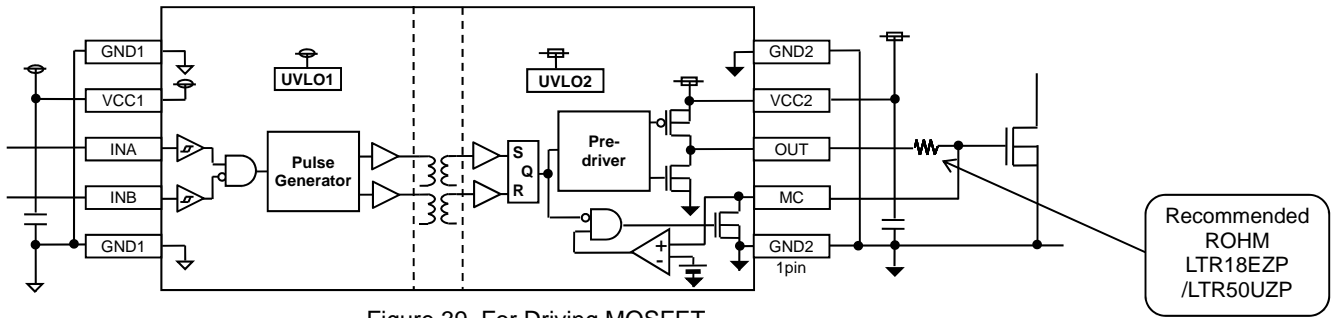 GND1
VCC1
INA
INB
GND1
UVLO1
Pulse
Generator
S
Q
R
UVLO2
Pre-
driver
+
-
GND2
VCC2
OUT
MC
GND2
1pin
Recommended
ROHM
LTR18EZP
/LTR50UZP
Figure 39. For Driving MOSFET